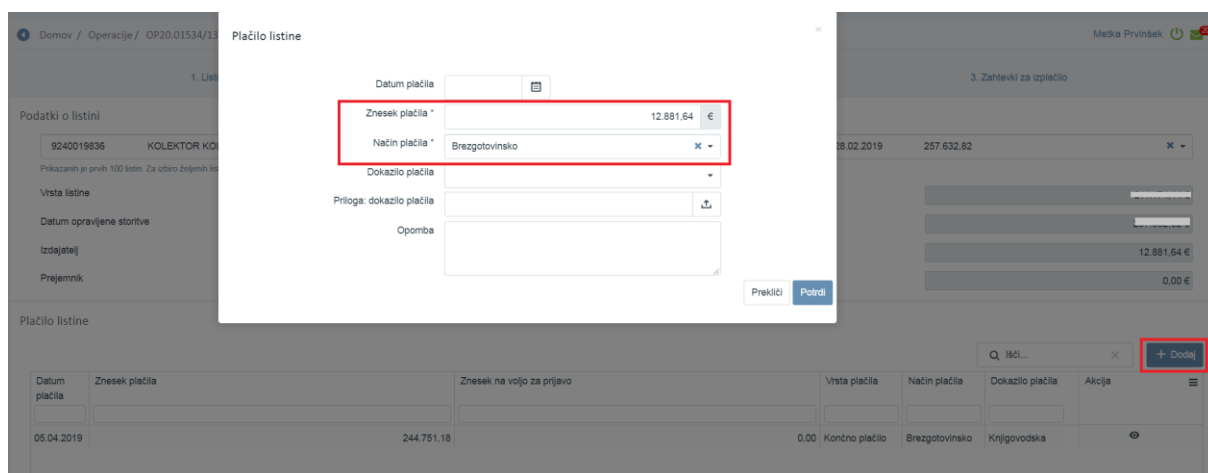 Domov / Operacije / OP20.01534/13
Metka Prvinšek
1. List
3. Zahtevki za izplačilo
Plačilo listine
×
Datum plačila
Znesek plačila * 12.881,64 €
Način plačila * Brezgotovinsko
Dokazilo plačila
Priloga: dokazilo plačila
Opomba
Prekliči Potrdi
Podatki o listini
9240019836 KOLEKTOR KOL 28.02.2019 257.632,82
Prikazanih je prvih 100 listin. Za izbiro željenih lis
Vrsta listine
Datum opravljene storitve
Izdajatelj 12.881,64 €
Prejemnik 0,00 €
Plačilo listine
Išči... + Dodaj
Datum plačila Znesek plačila Znesek na voljo za prijavo Vrsta plačila Način plačila Dokazilo plačila Akcija
05.04.2019 244.751,18 0,00 Končno plačilo Brezgotovinsko Knjigovodska